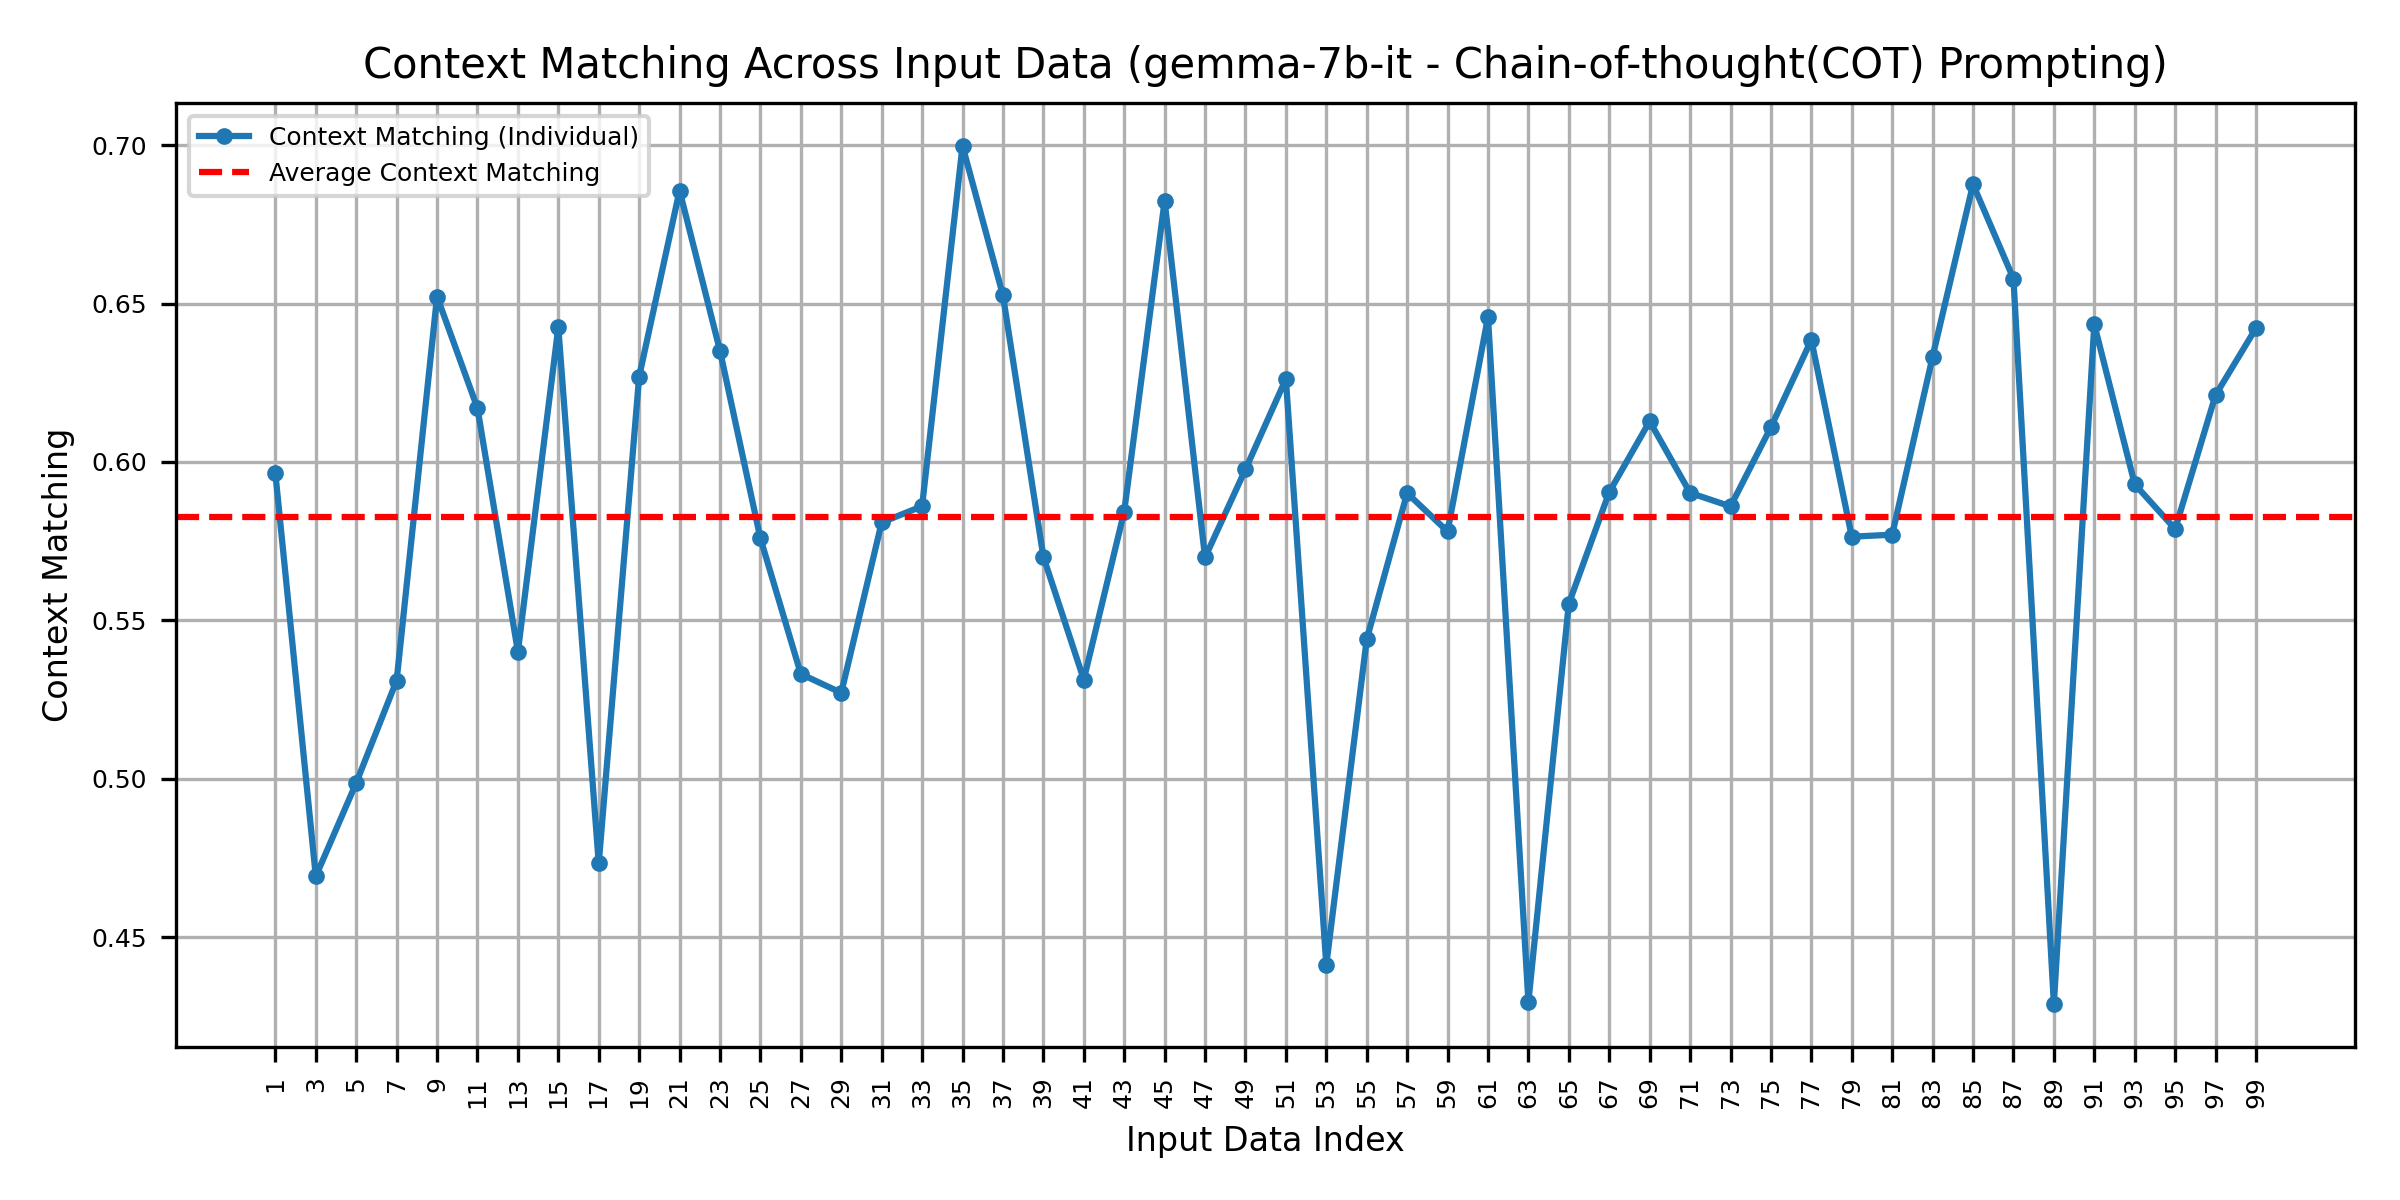 Context Matching Across Input Data (gemma-7b-it - Chain-of-thought(COT) Prompting)
Context Matching (Individual)
Average Context Matching
Context Matching
0.70
0.65
0.60
0.55
0.50
0.45
1 3 5 7 9 11 13 15 17 19 21 23 25 27 29 31 33 35 37 39 41 43 45 47 49 51 53 55 57 59 61 63 65 67 69 71 73 75 77 79 81 83 85 87 89 91 93 95 97 99
Input Data Index